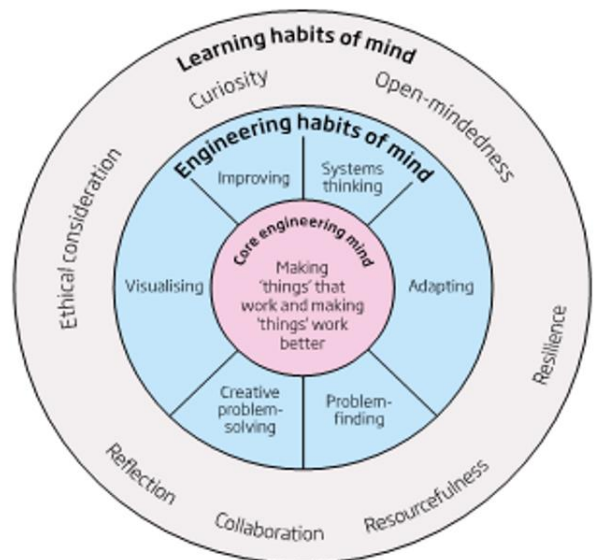 Learning habits of mind
Curiosity
Open-mindedness
Resilience
Resourcefulness
Collaboration
Reflection
Ethical consideration
Engineering habits of mind
Improving
Systems
thinking
Adapting
Problem-
finding
Creative
problem-
solving
Visualising
Core engineering mind
Making
‘things’ that
work and making
‘things’ work
better